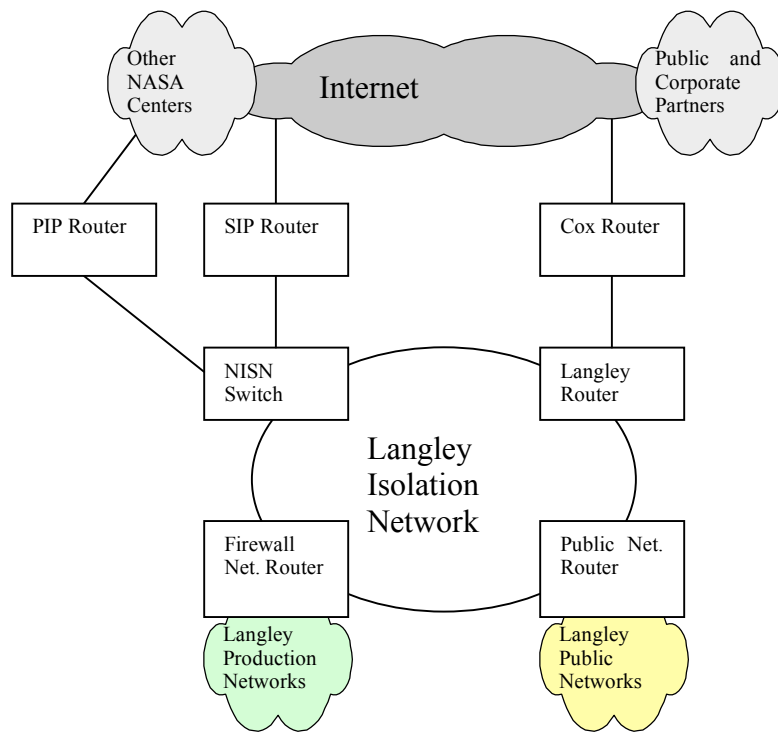 Other
NASA
Centers
Internet
Public and
Corporate
Partners
PIP Router
SIP Router
Cox Router
NISN
Switch
Langley
Router
Langley
Isolation
Network
Firewall
Net. Router
Public Net.
Router
Langley
Production
Networks
Langley
Public
Networks